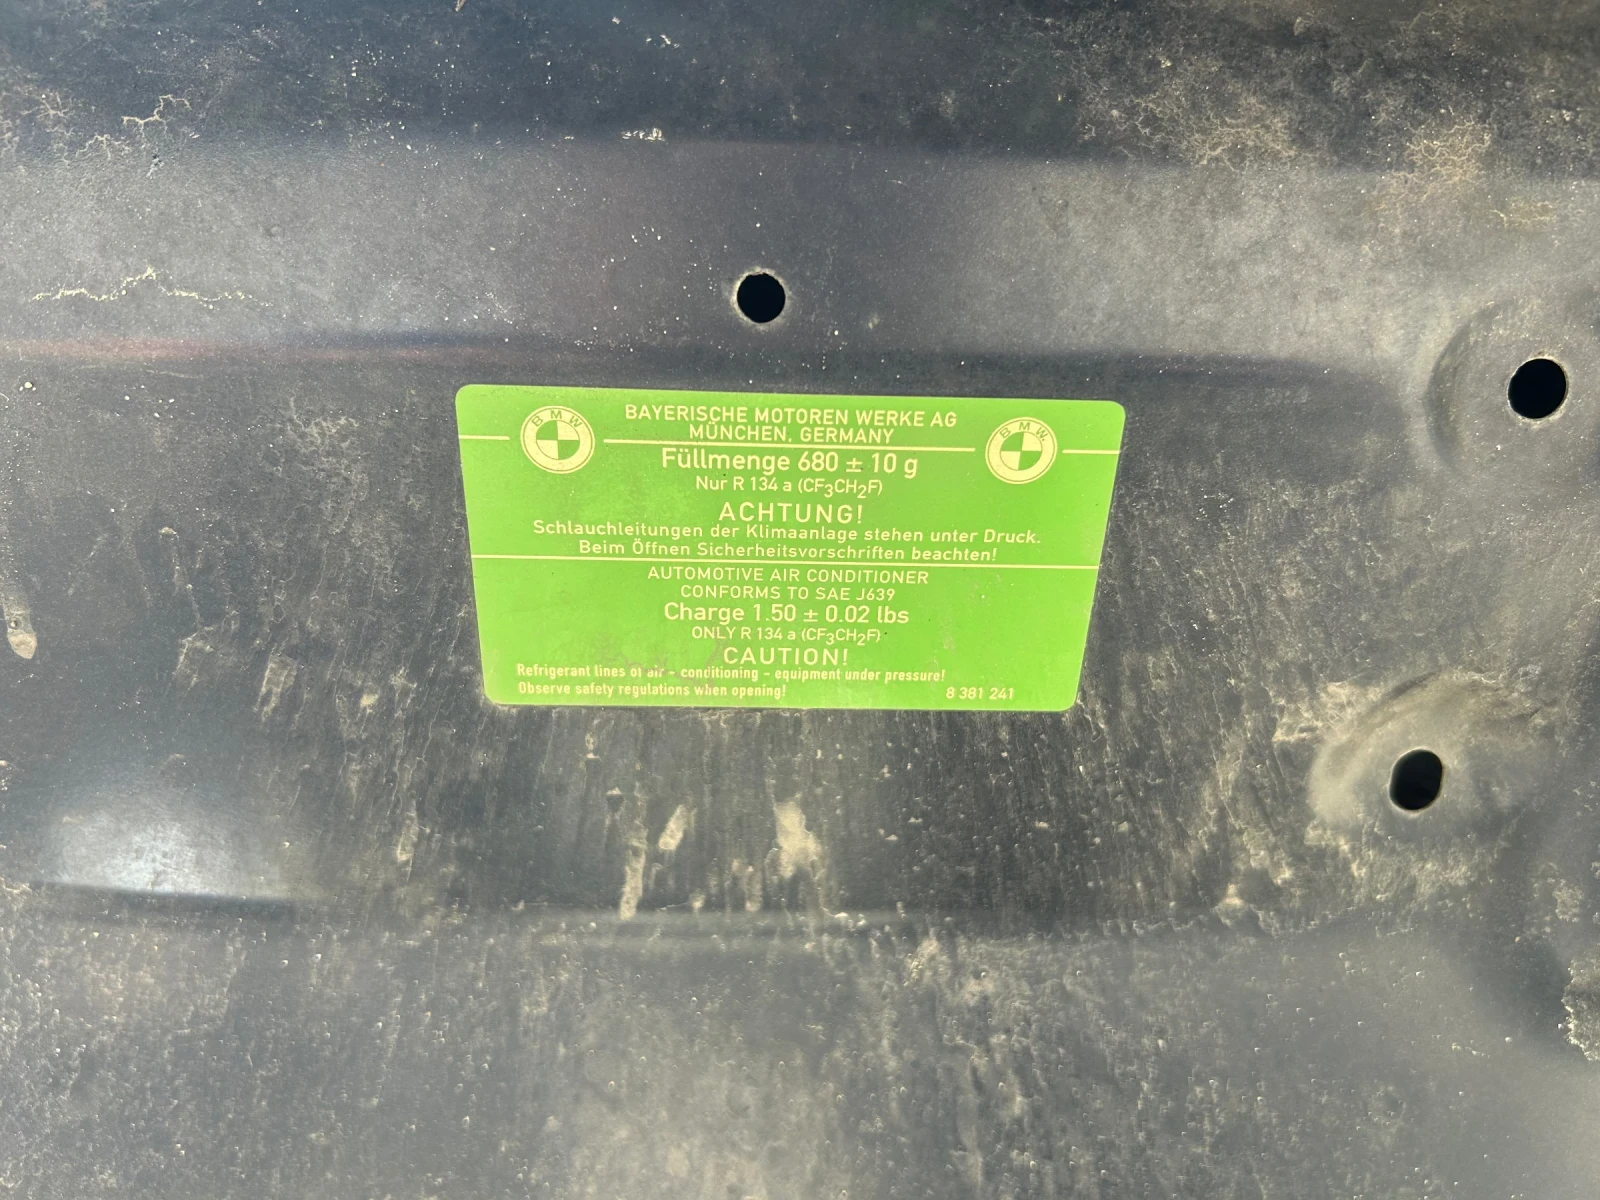 BMW
BAYERISCHE MOTOREN WERKE AG
MÜNCHEN, GERMANY
BMW
Füllmenge 680 ± 10 g
Nur R 134 a (CF₃CH₂F)
ACHTUNG!
Schlauchleitungen der Klimaanlage stehen unter Druck.
Beim Öffnen Sicherheitsvorschriften beachten!
AUTOMOTIVE AIR CONDITIONER
CONFORMS TO SAE J639
Charge 1.50 ± 0.02 lbs
ONLY R 134 a (CF₃CH₂F)
CAUTION!
Refrigerant lines of air - conditioning - equipment under pressure!
Observe safety regulations when opening! 8 381 241